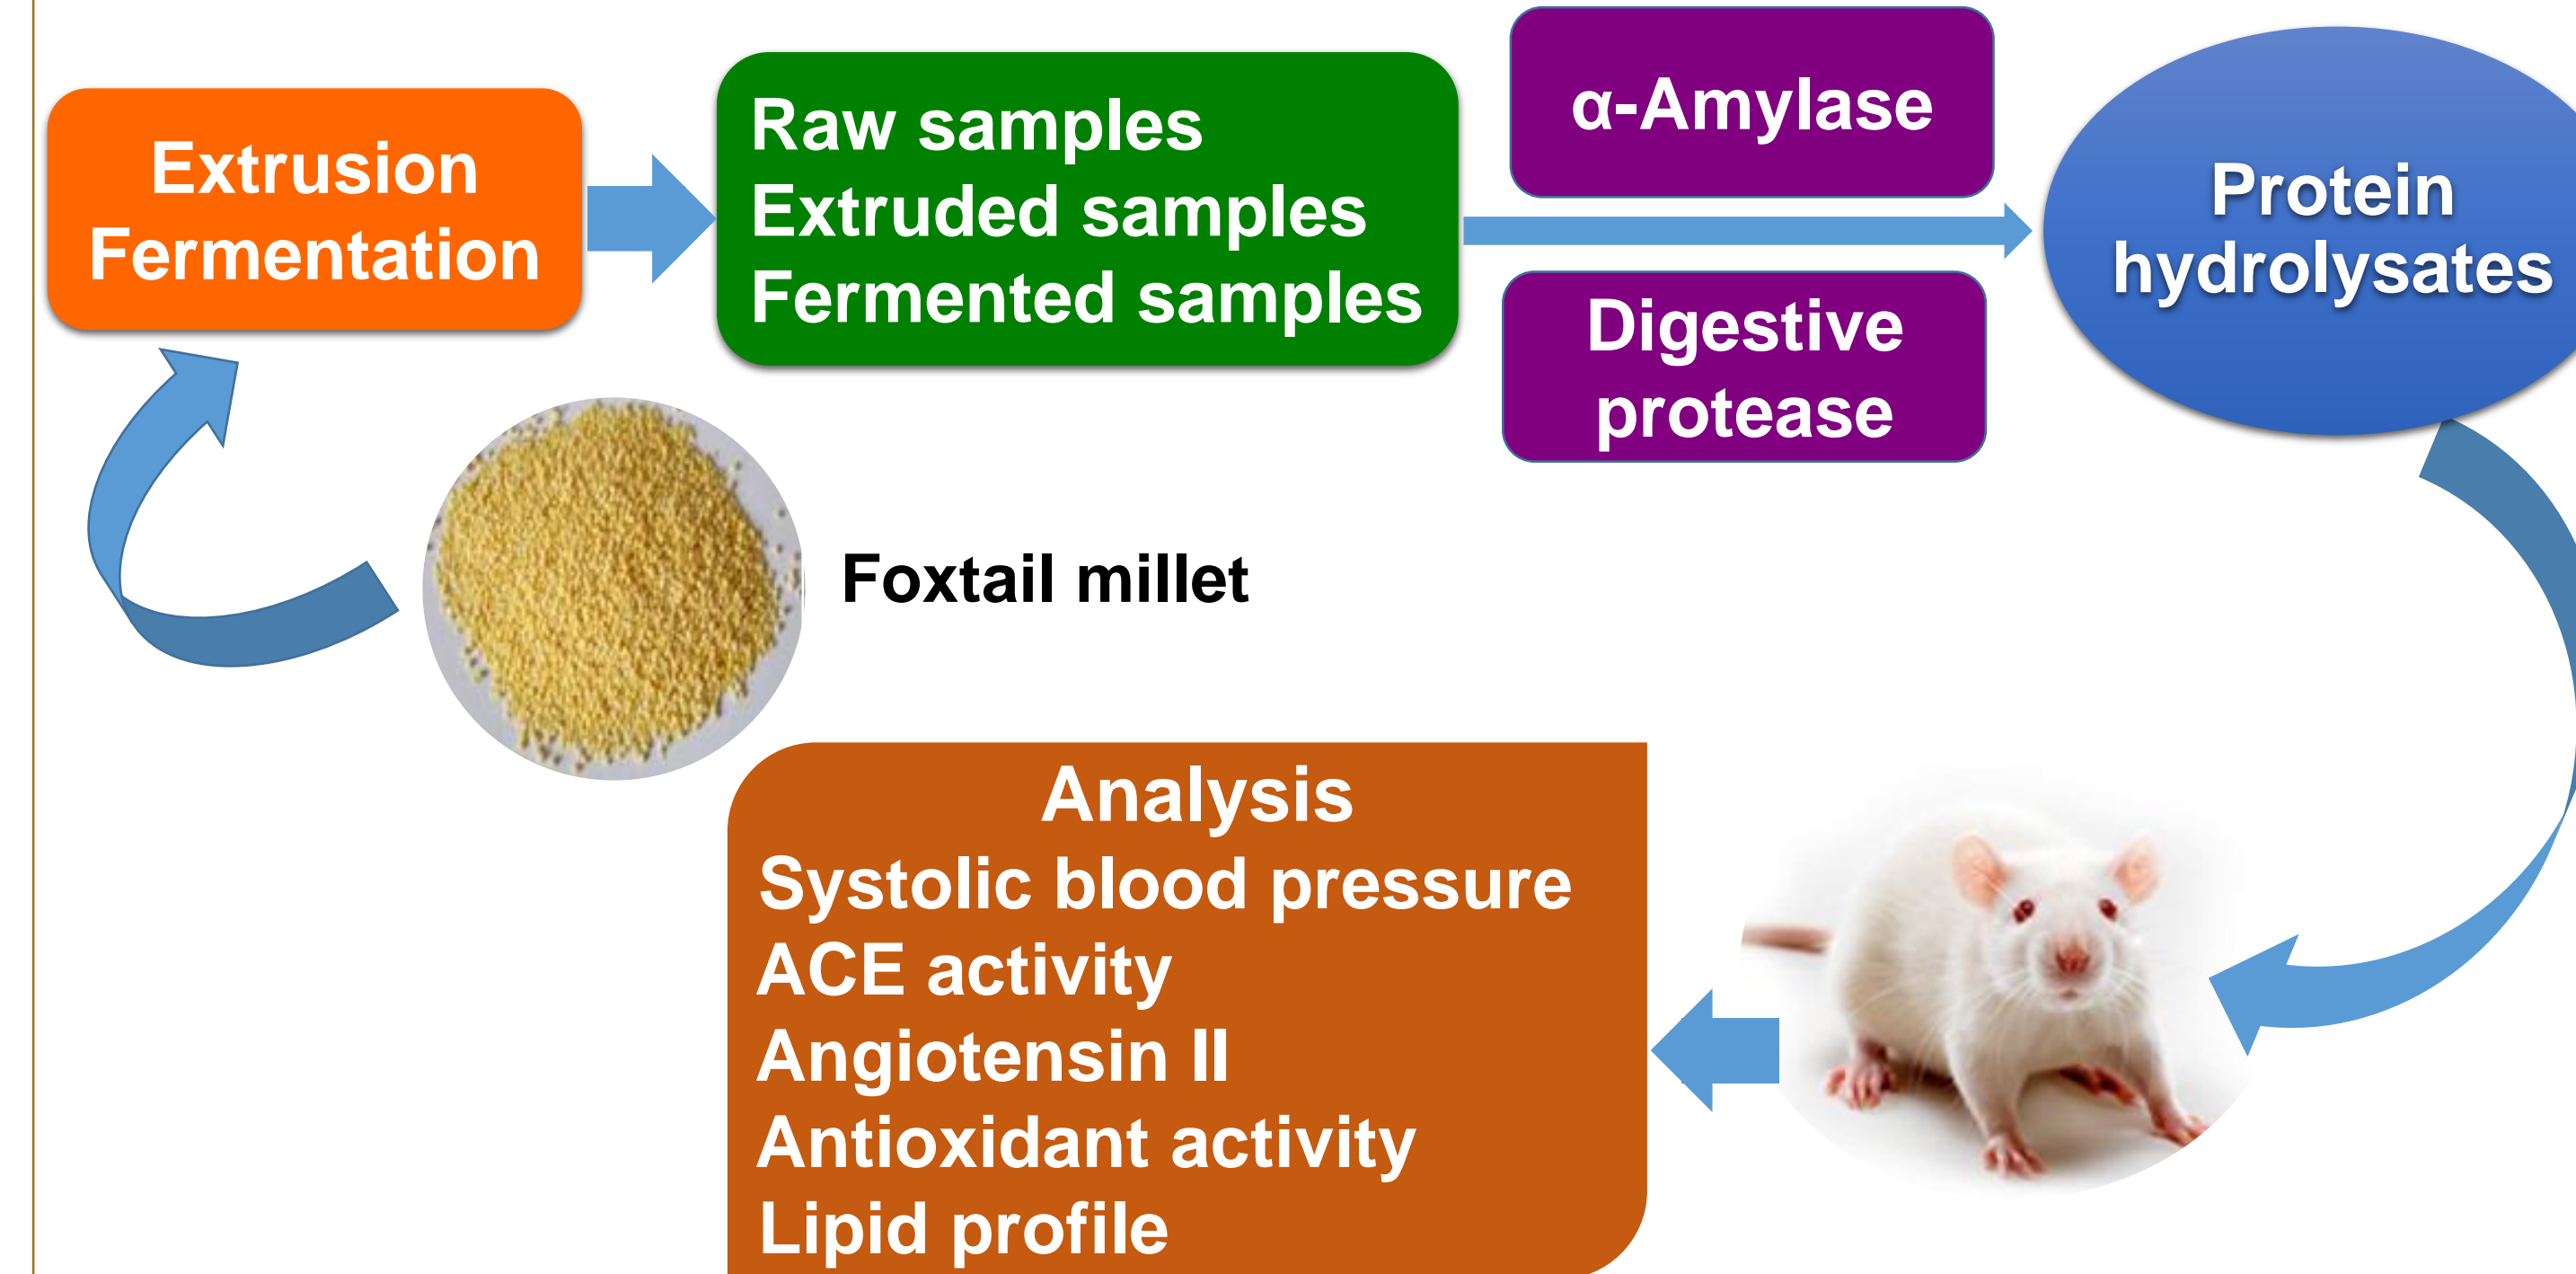 Extrusion
Fermentation
Raw samples
Extruded samples
Fermented samples
α-Amylase
Digestive
protease
Protein
hydrolysates
Foxtail millet
Analysis
Systolic blood pressure
ACE activity
Angiotensin II
Antioxidant activity
Lipid profile